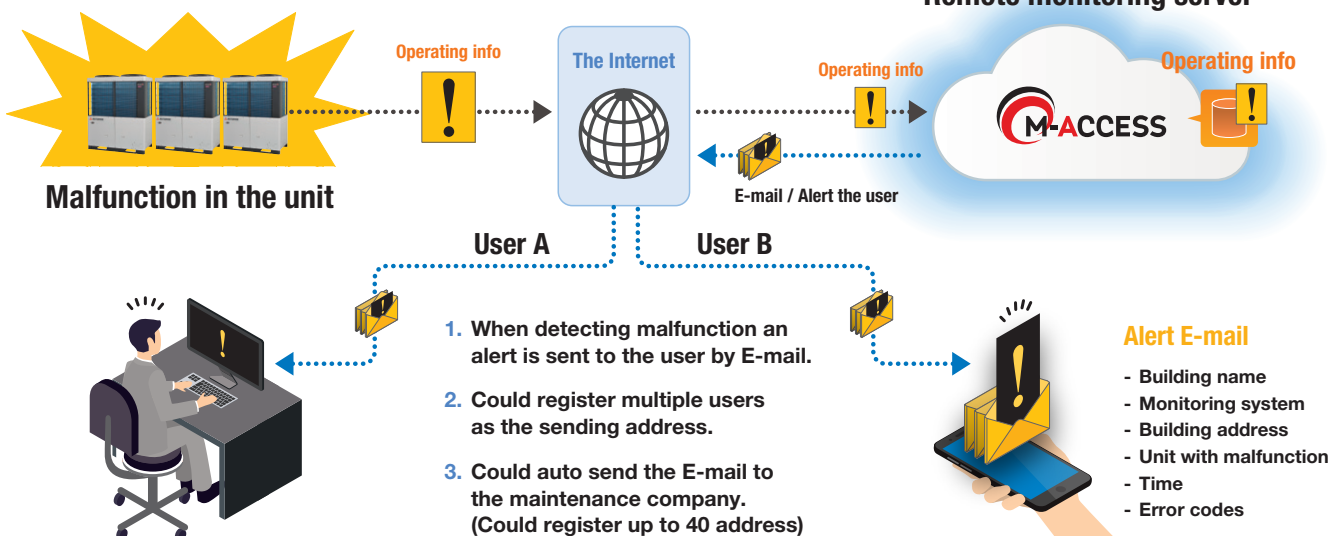 Remote monitoring server
Operating info
The Internet
Operating info
Operating info
M-ACCESS
Malfunction in the unit
E-mail / Alert the user
User A
User B
1. When detecting malfunction an
alert is sent to the user by E-mail.
2. Could register multiple users
as the sending address.
3. Could auto send the E-mail to
the maintenance company.
(Could register up to 40 address)
Alert E-mail
- Building name
- Monitoring system
- Building address
- Unit with malfunction
- Time
- Error codes